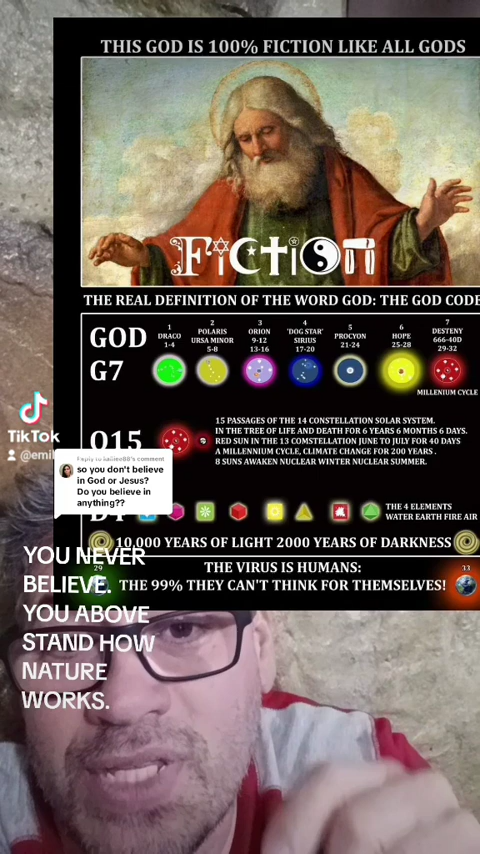 THIS GOD IS 100% FICTION LIKE ALL GODS
FiCtiOn
THE REAL DEFINITION OF THE WORD GOD: THE GOD CODE
GOD
G7
1
DRACO
1-4
2
POLARIS
URSA MINOR
5-8
3
ORION
9-12
13-16
4
'DOG STAR'
SIRIUS
17-20
5
PROCYON
21-24
6
HOPE
25-28
7
DESTENY
666-40D
29-32
MILLENIUM CYCLE
O15
15 PASSAGES OF THE 14 CONSTELLATION SOLAR SYSTEM.
IN THE TREE OF LIFE AND DEATH FOR 6 YEARS 6 MONTHS 6 DAYS.
RED SUN IN THE 13 COMSTELLATION JUNE TO JULY FOR 40 DAYS
A MILLENNIUM CYCLE, CLIMATE CHANGE FOR 200 YEARS .
8 SUNS AWAKEN NUCLEAR WINTER NUCLEAR SUMMER.
TikTok
Reply to
comment
so you don't believe
in God or Jesus?
Do you believe in
anything??
THE 4 ELEMENTS
WATER EARTH FIRE AIR
10,000 YEARS OF LIGHT 2000 YEARS OF DARKNESS
29
THE VIRUS IS HUMANS:
THE 99% THEY CAN'T THINK FOR THEMSELVES!
33
YOU NEVER
BELIEVE.
YOU ABOVE
STAND HOW
NATURE
WORKS.